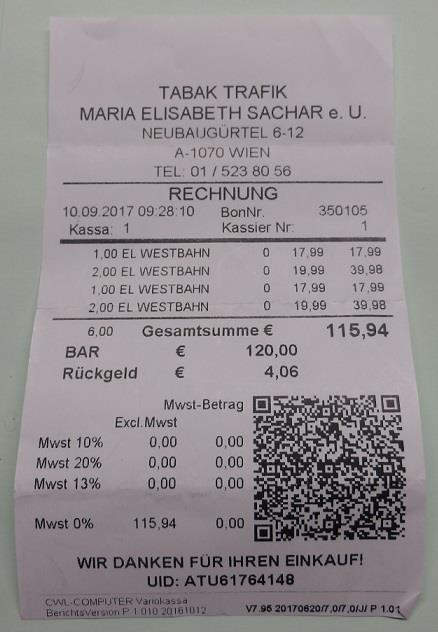 TABAK TRAFIK
MARIA ELISABETH SACHAR e. U.
NEUBAUGÜRTEL 6-12
A-1070 WIEN
TEL: 01 / 523 80 56
RECHNUNG
10.09.2017 09:28:10 BonNr. 350105
Kassa: 1 Kassier Nr: 1
1,00 EL WESTBAHN 0 17,99 17,99
2,00 EL WESTBAHN 0 19,99 39,98
1,00 EL WESTBAHN 0 17,99 17,99
2,00 EL WESTBAHN 0 19,99 39,98
6,00 Gesamtsumme € 115,94
BAR € 120,00
Rückgeld € 4,06
Mwst-Betrag
Excl.Mwst
Mwst 10% 0,00 0,00
Mwst 20% 0,00 0,00
Mwst 13% 0,00 0,00
Mwst 0% 115,94 0,00
WIR DANKEN FÜR IHREN EINKAUF!
UID: ATU61764148
CWL-COMPUTER Variokassa
BerichtsVersion P 1.010 20161012 V7.95 20170620/7,0/7,0/J/ P 1.01